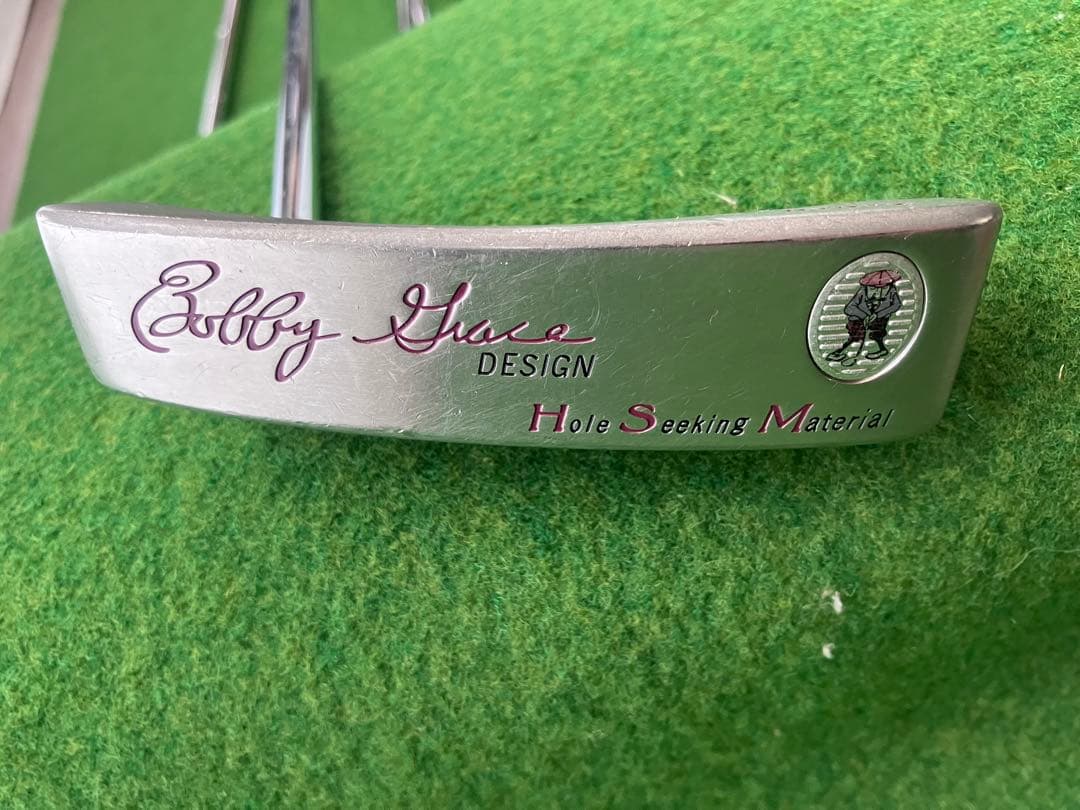 Bobby Grace
DESIGN
Hole Seeking Material